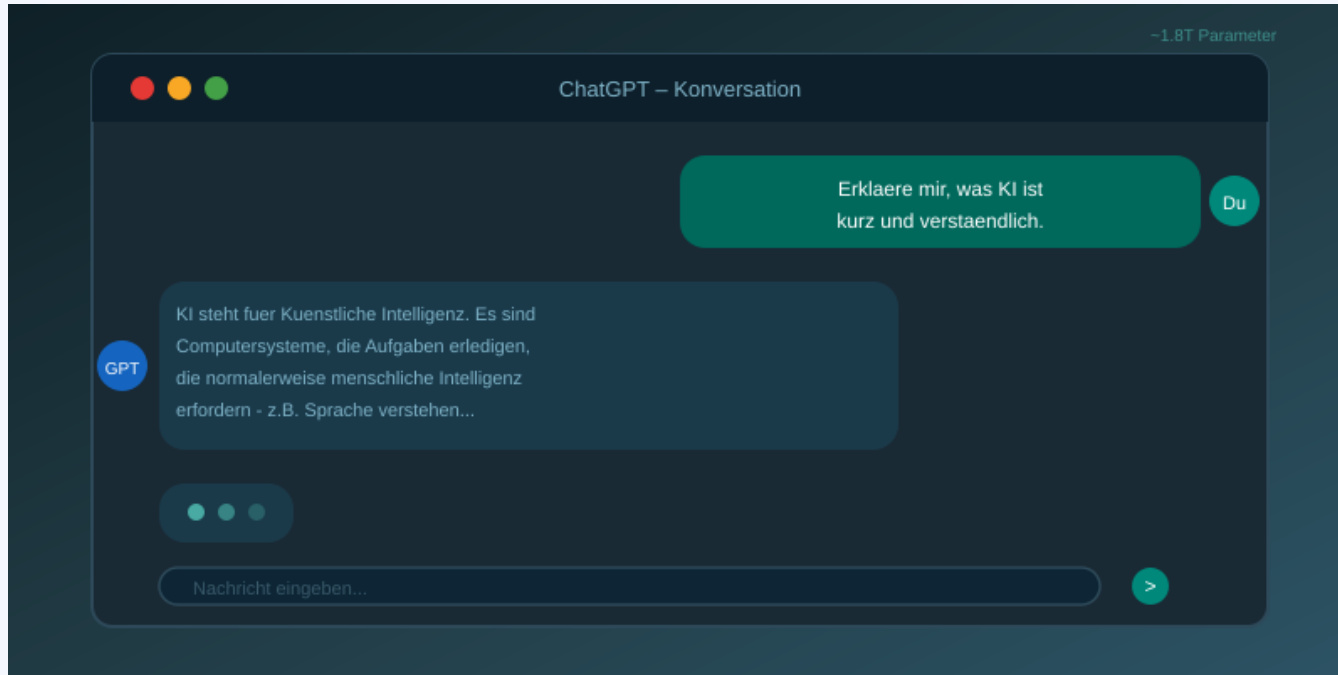 ~1.8T Parameter
ChatGPT – Konversation
Erklaere mir, was KI ist
kurz und verstaendlich.
Du
KI steht fuer Kuenstliche Intelligenz. Es sind
Computersysteme, die Aufgaben erledigen,
die normalerweise menschliche Intelligenz
erfordern - z.B. Sprache verstehen...
GPT
Nachricht eingeben...
>